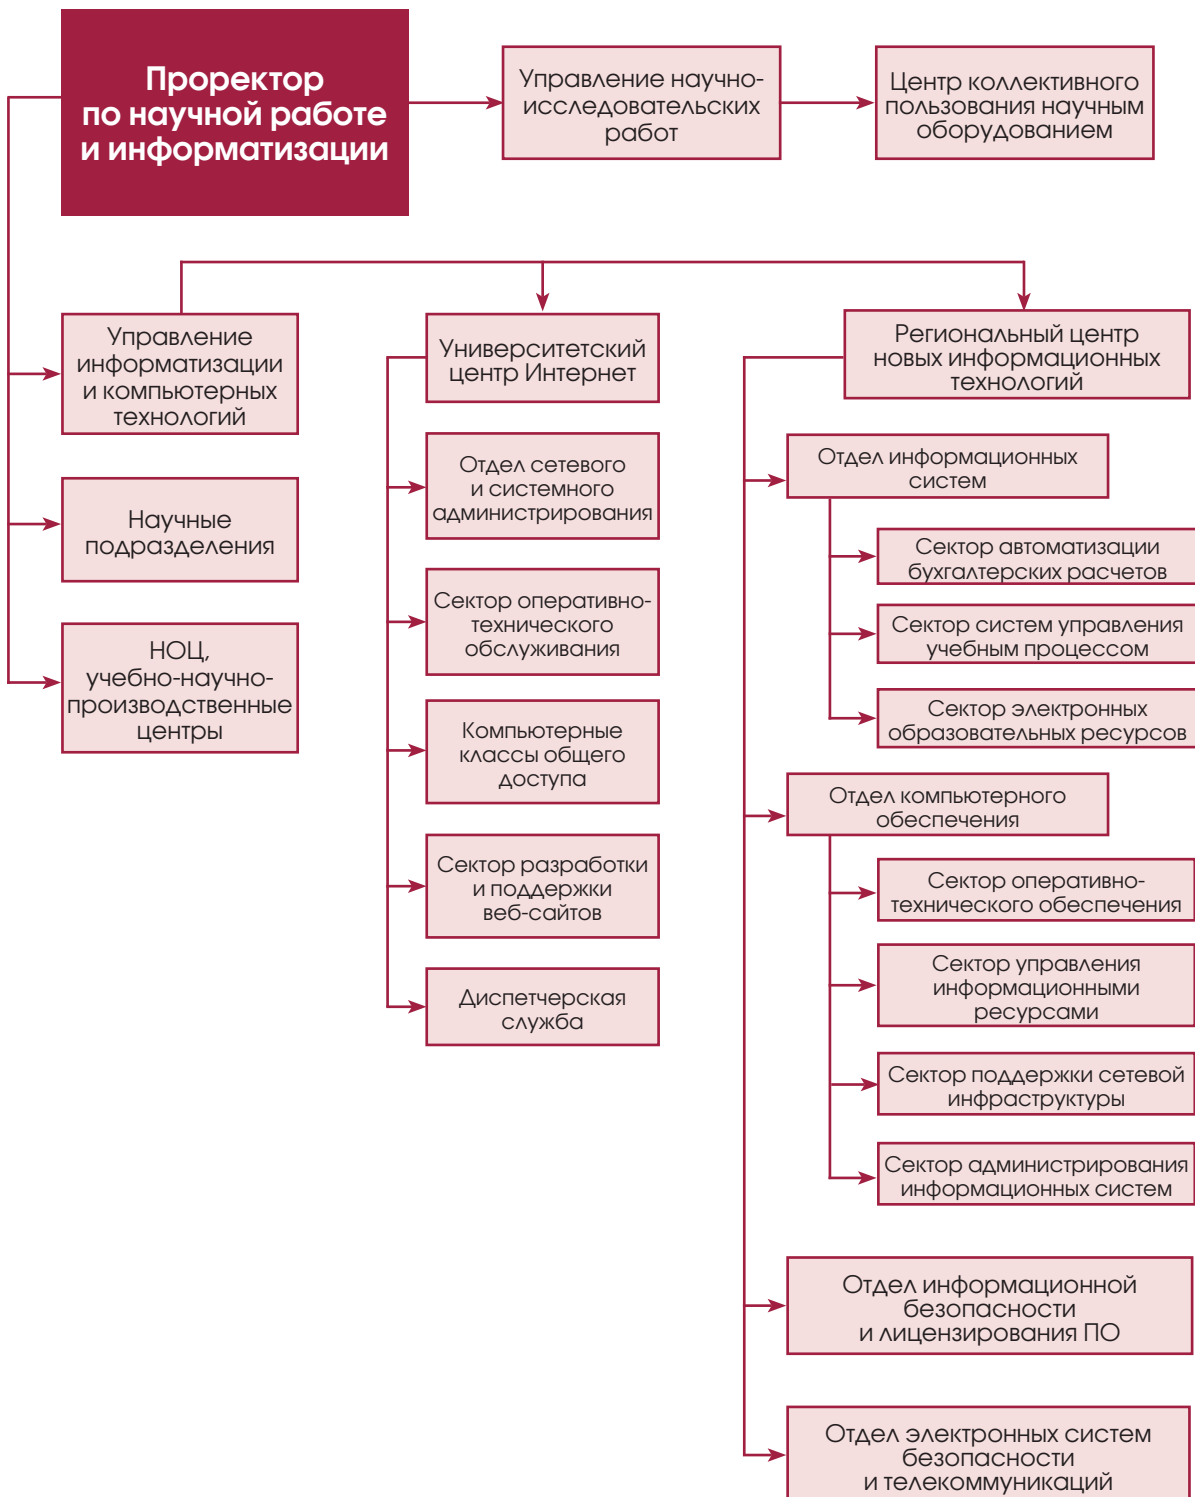 Проректор
по научной работе
и информатизации
Управление научно-
исследовательских
работ
Центр коллективного
пользования научным
оборудованием
Управление
информатизации
и компьютерных
технологий
Научные
подразделения
НОЦ,
учебно-научно-
производственные
центры
Университетский
центр Интернет
Отдел сетевого
и системного
администрирования
Сектор оперативно-
технического
обслуживания
Компьютерные
классы общего
доступа
Сектор разработки
и поддержки
веб-сайтов
Диспетчерская
служба
Региональный центр
новых информационных
технологий
Отдел информационных
систем
Сектор автоматизации
бухгалтерских расчетов
Сектор систем управления
учебным процессом
Сектор электронных
образовательных ресурсов
Отдел компьютерного
обеспечения
Сектор оперативно-
технического обеспечения
Сектор управления
информационными
ресурсами
Сектор поддержки сетевой
инфраструктуры
Сектор администрирования
информационных систем
Отдел информационной
безопасности
и лицензирования ПО
Отдел электронных систем
безопасности
и телекоммуникаций